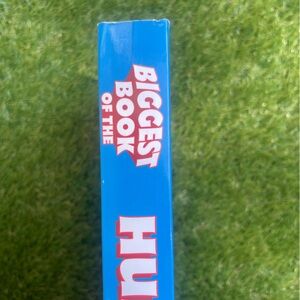 BIGGEST
BOOK
OF THE
HU